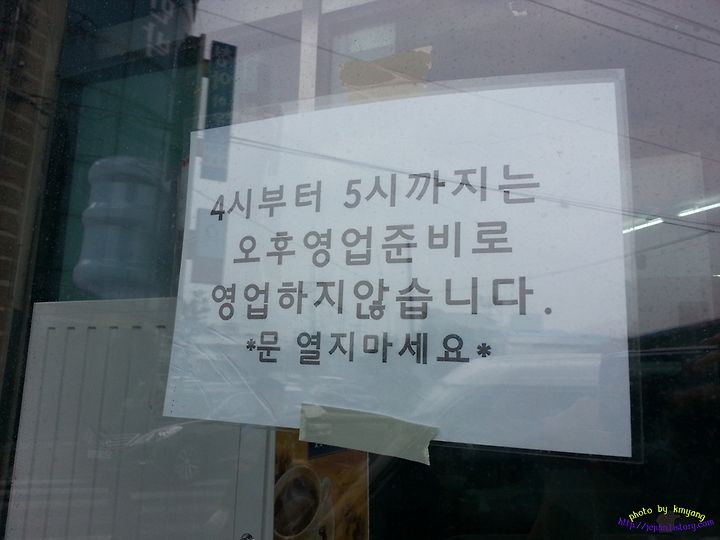 4시부터 5시까지는
오후영업준비로
영업하지않습니다.
*문 열지마세요*
photo by kmyang